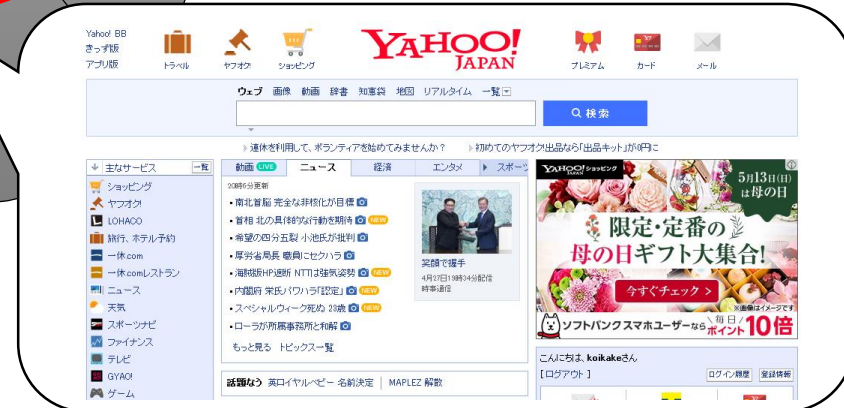 Yahoo! BB
きっず版
アプリ版
トラベル
ヤフオク!
ショッピング
YAHOO!
JAPAN
プレミアム
カード
メール
ウェブ 画像 動画 辞書 知恵袋 地図 リアルタイム 一覧
検索
連休を利用して、ボランティアを始めてみませんか?
初めてのヤフオク!出品なら「出品キット」が0円に
主なサービス 一覧
ショッピング
ヤフオク!
LOHACO
旅行、ホテル予約
一休com
一休comレストラン
ニュース
天気
スポーツナビ
ファイナンス
テレビ
GYAO!
ゲーム
動画 LIVE ニュース 経済 エンタメ スポーツ
20時6分更新
南北首脳 完全な非核化が目標
首相 北の具体的な行動を期待 NEW
希望の四分五裂 小池氏が批判
厚労省局長 職員にセクハラ
海賊版HP遮断 NTTは強気姿勢 NEW
内閣府 栄氏パワハラ「認定」 NEW
スペシャルウィーク死ぬ 23歳 NEW
ローラが所属事務所と和解
もっと見る トピックス一覧
笑顔で握手
4月27日19時34分配信
時事通信
話題なう 英ロイヤルベビー 名前決定 | MAPLEZ 解散
YAHOO!ショッピング
5月13日(日)
は母の日
限定・定番の
母の日ギフト大集合!
今すぐチェック >
※画像はイメージです
ソフトバンクスマホユーザーなら 毎日 ポイント10倍
こんにちは、koikakeさん
[ログアウト]
ログイン履歴 登録情報